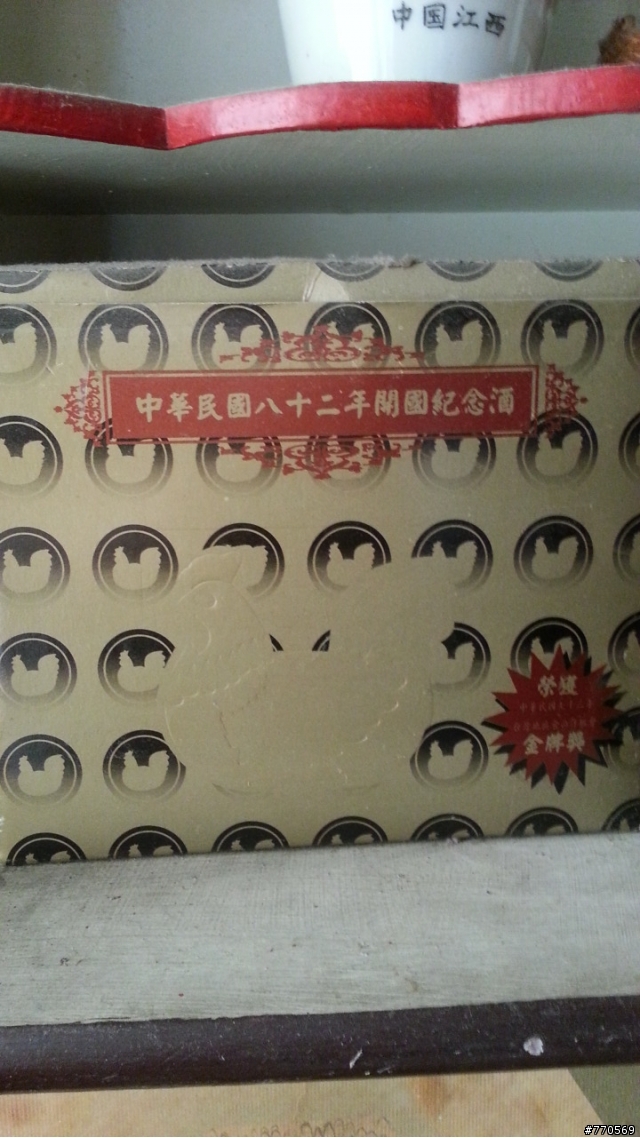 中国江西
中華民國八十二年開國紀念酒
榮獲
金牌獎
#770569